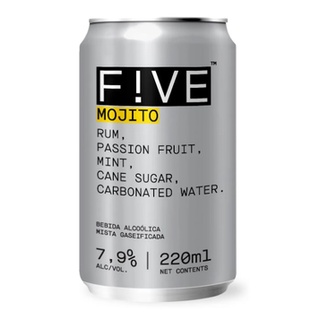 F!VE™
MOJITO
RUM,
PASSION FRUIT,
MINT,
CANE SUGAR,
CARBONATED WATER.
BEBIDA ALCOÓLICA
MISTA GASEIFICADA
7,9% | 220ml
ALC/VOL. NET CONTENTS